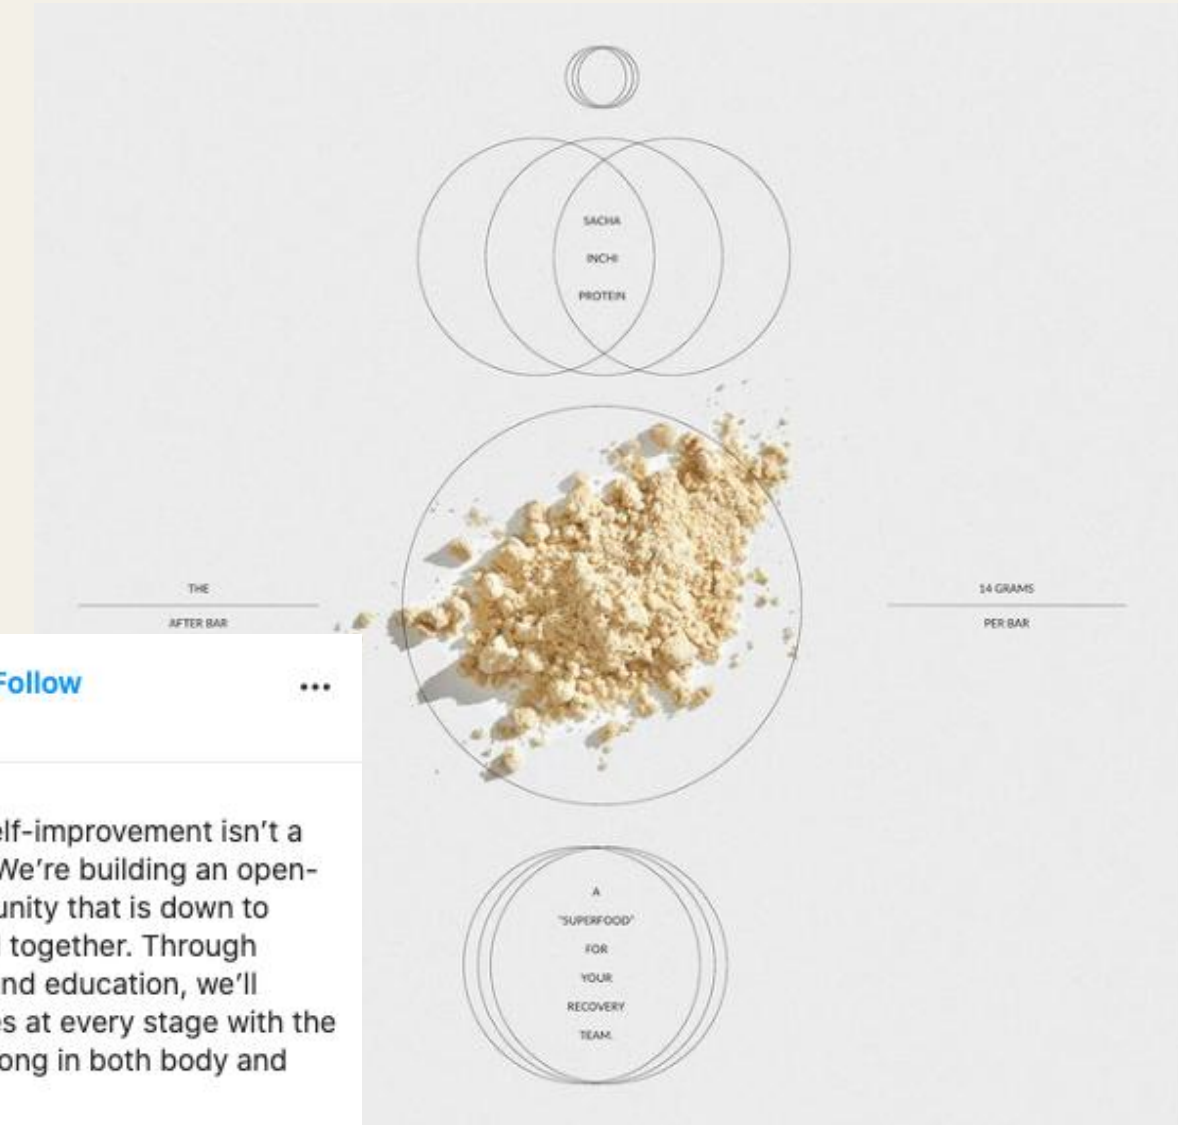 SACHA
INCHI
PROTEIN
THE
AFTER BAR
14 GRAMS
PER BAR
A
"SUPERFOOD"
FOR
YOUR
RECOVERY
TEAM.
Follow
elf-improvement isn't a
We're building an open-
unity that is down to
together. Through
nd education, we'll
s at every stage with the
ong in both body and